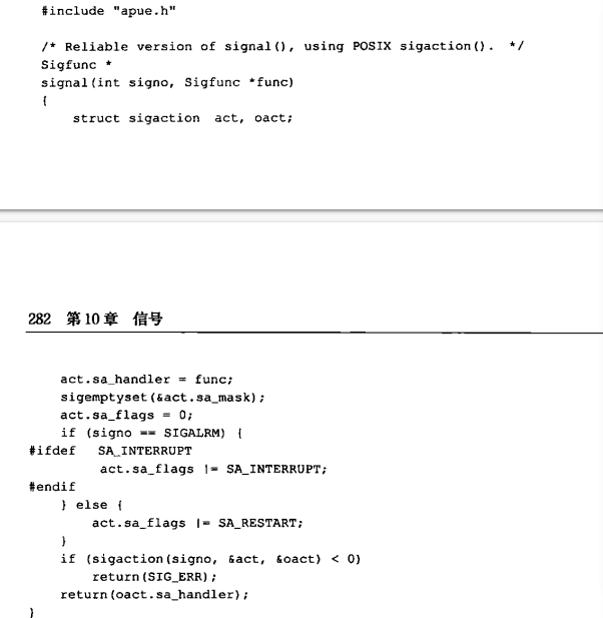 #include "apue.h"
/* Reliable version of signal(), using POSIX sigaction().  */
Sigfunc *
signal(int signo, Sigfunc *func)
{
    struct sigaction  act, oact;
282  第10章  信号
    act.sa_handler = func;
    sigemptyset(&act.sa_mask);
    act.sa_flags = 0;
    if (signo == SIGALRM) {
#ifdef   SA_INTERRUPT
         act.sa_flags |= SA_INTERRUPT;
#endif
    } else {
        act.sa_flags |= SA_RESTART;
    }
    if (sigaction(signo, &act, &oact) < 0)
        return(SIG_ERR);
    return(oact.sa_handler);
}